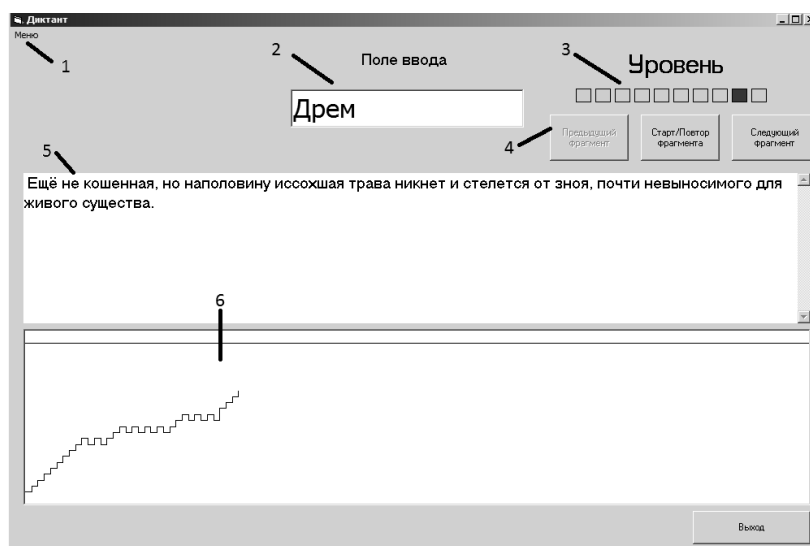 Диктант
Меню
1
2
Поле ввода
3
Уровень
Дрем
4
Предыдущий
фрагмент
Старт/Повтор
фрагмента
Следующий
фрагмент
5
Ещё не кошенная, но наполовину иссохшая трава никнет и стелется от зноя, почти невыносимого для
живого существа.
6
Выход